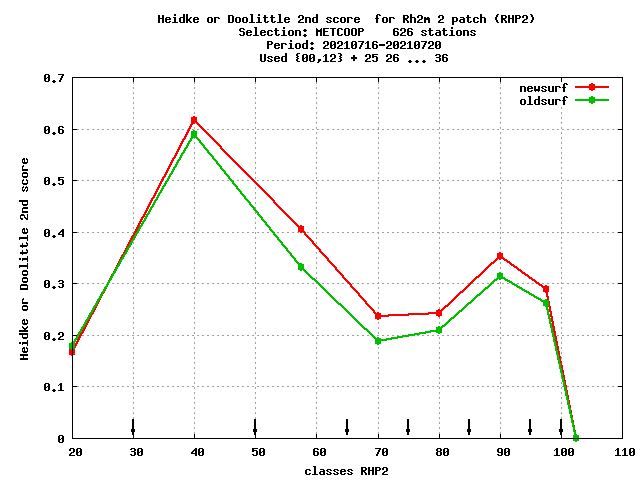 Heidke or Doolittle 2nd score  for Rh2m 2 patch (RHP2)
Selection: METCOOP    626 stations
Period: 20210716-20210720
Used {00,12} + 25 26 ... 36
newsurf
oldsurf
Heidke or Doolittle 2nd score
0.7
0.6
0.5
0.4
0.3
0.2
0.1
0
20 30 40 50 60 70 80 90 100 110
classes RHP2